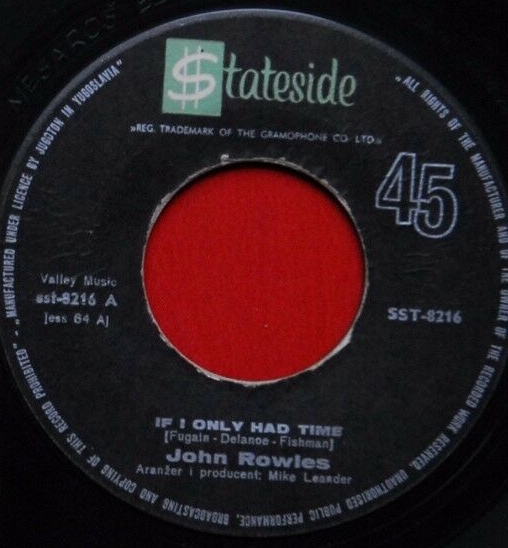 $tateside
»REG. TRADEMARK OF THE GRAMOPHONE CO. LTD.«
45
Valley Music
sst-8216 A
[ess 84 A]
SST-8216
IF I ONLY HAD TIME
[Fugain - Delanoe - Fishman]
John Rowles
Aranžer i producent: Mike Leander
„MANUFACTURED UNDER LICENCE BY JUGOTON IN YUGOSLAVIA”
„ALL RIGHTS OF THE MANUFACTURER AND OF THE OWNER OF THE RECORDED WORK RESERVED. UNAUTHORISED PUBLIC PERFORMANCE, BROADCASTING AND COPYING OF THIS RECORD PROHIBITED”